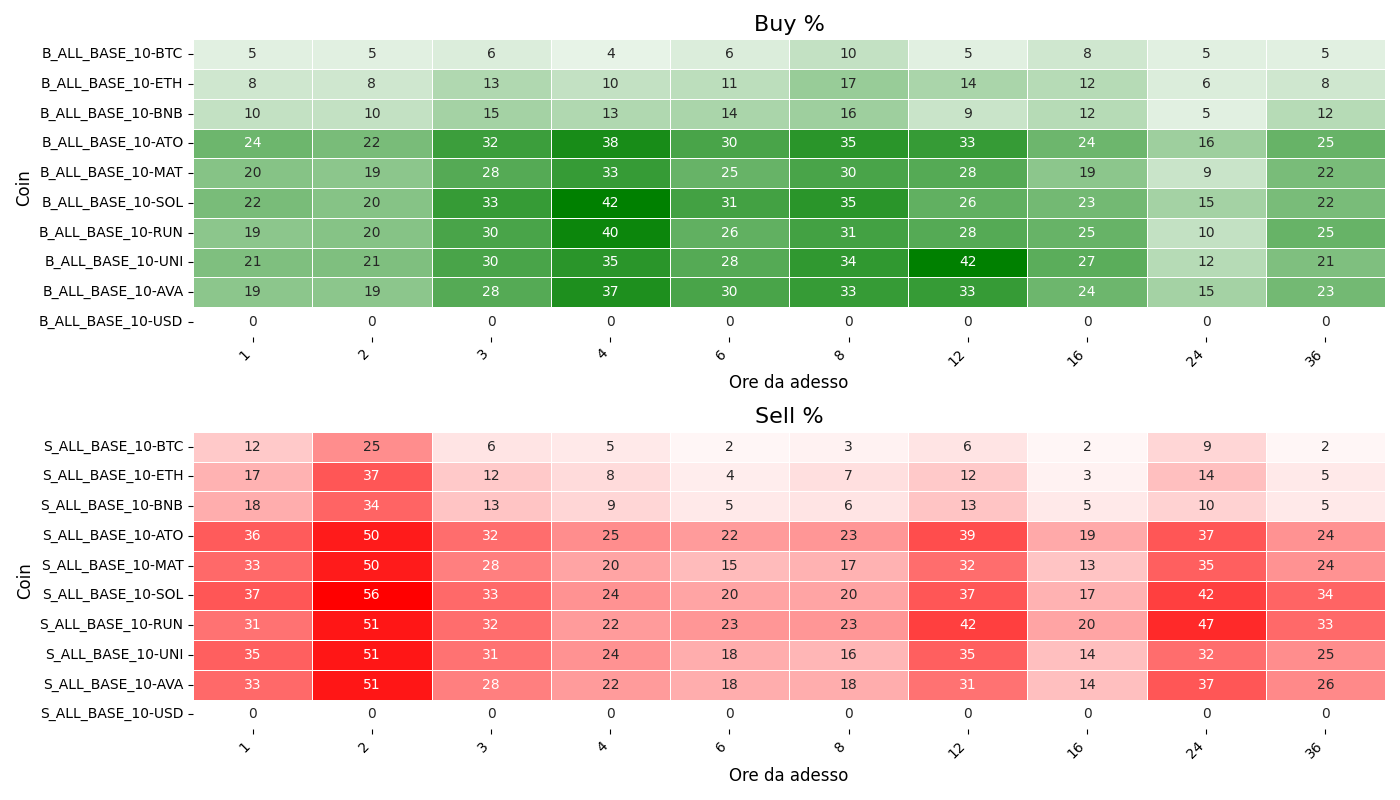 Buy %
Coin
B_ALL_BASE_10-BTC 5 5 6 4 6 10 5 8 5 5
B_ALL_BASE_10-ETH 8 8 13 10 11 17 14 12 6 8
B_ALL_BASE_10-BNB 10 10 15 13 14 16 9 12 5 12
B_ALL_BASE_10-ATO 24 22 32 38 30 35 33 24 16 25
B_ALL_BASE_10-MAT 20 19 28 33 25 30 28 19 9 22
B_ALL_BASE_10-SOL 22 20 33 42 31 35 26 23 15 22
B_ALL_BASE_10-RUN 19 20 30 40 26 31 28 25 10 25
B_ALL_BASE_10-UNI 21 21 30 35 28 34 42 27 12 21
B_ALL_BASE_10-AVA 19 19 28 37 30 33 33 24 15 23
B_ALL_BASE_10-USD 0 0 0 0 0 0 0 0 0 0
1 2 3 4 6 8 12 16 24 36
Ore da adesso
Sell %
Coin
S_ALL_BASE_10-BTC 12 25 6 5 2 3 6 2 9 2
S_ALL_BASE_10-ETH 17 37 12 8 4 7 12 3 14 5
S_ALL_BASE_10-BNB 18 34 13 9 5 6 13 5 10 5
S_ALL_BASE_10-ATO 36 50 32 25 22 23 39 19 37 24
S_ALL_BASE_10-MAT 33 50 28 20 15 17 32 13 35 24
S_ALL_BASE_10-SOL 37 56 33 24 20 20 37 17 42 34
S_ALL_BASE_10-RUN 31 51 32 22 23 23 42 20 47 33
S_ALL_BASE_10-UNI 35 51 31 24 18 16 35 14 32 25
S_ALL_BASE_10-AVA 33 51 28 22 18 18 31 14 37 26
S_ALL_BASE_10-USD 0 0 0 0 0 0 0 0 0 0
1 2 3 4 6 8 12 16 24 36
Ore da adesso